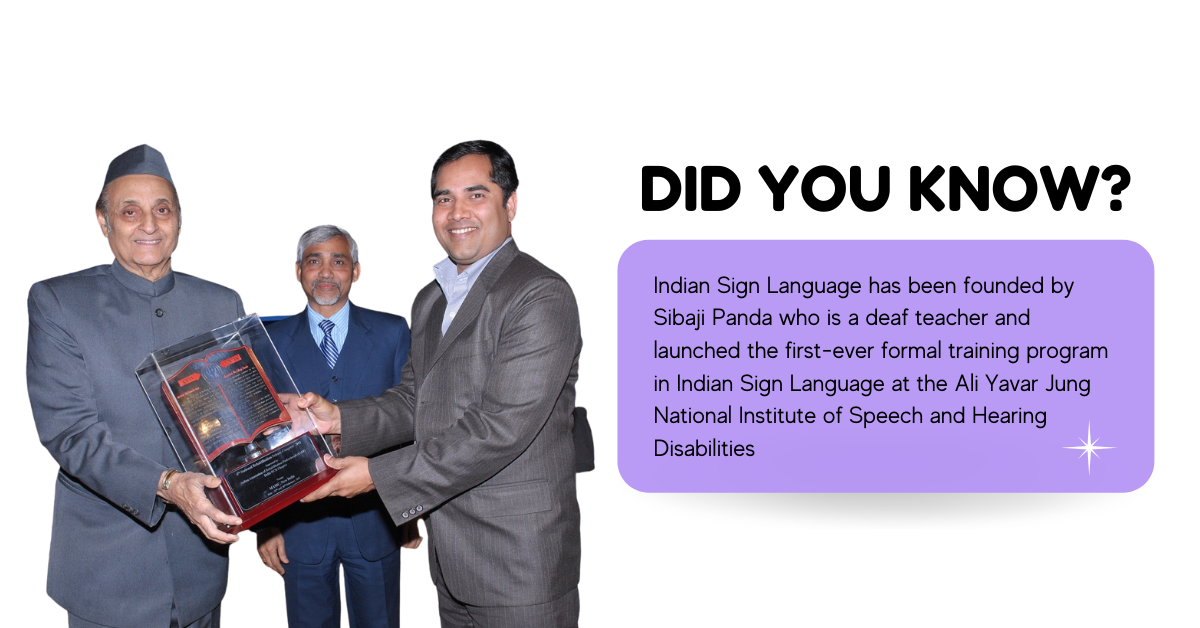 DID YOU KNOW?
Indian Sign Language has been founded by
Sibaji Panda who is a deaf teacher and
launched the first-ever formal training program
in Indian Sign Language at the Ali Yavar Jung
National Institute of Speech and Hearing
Disabilities